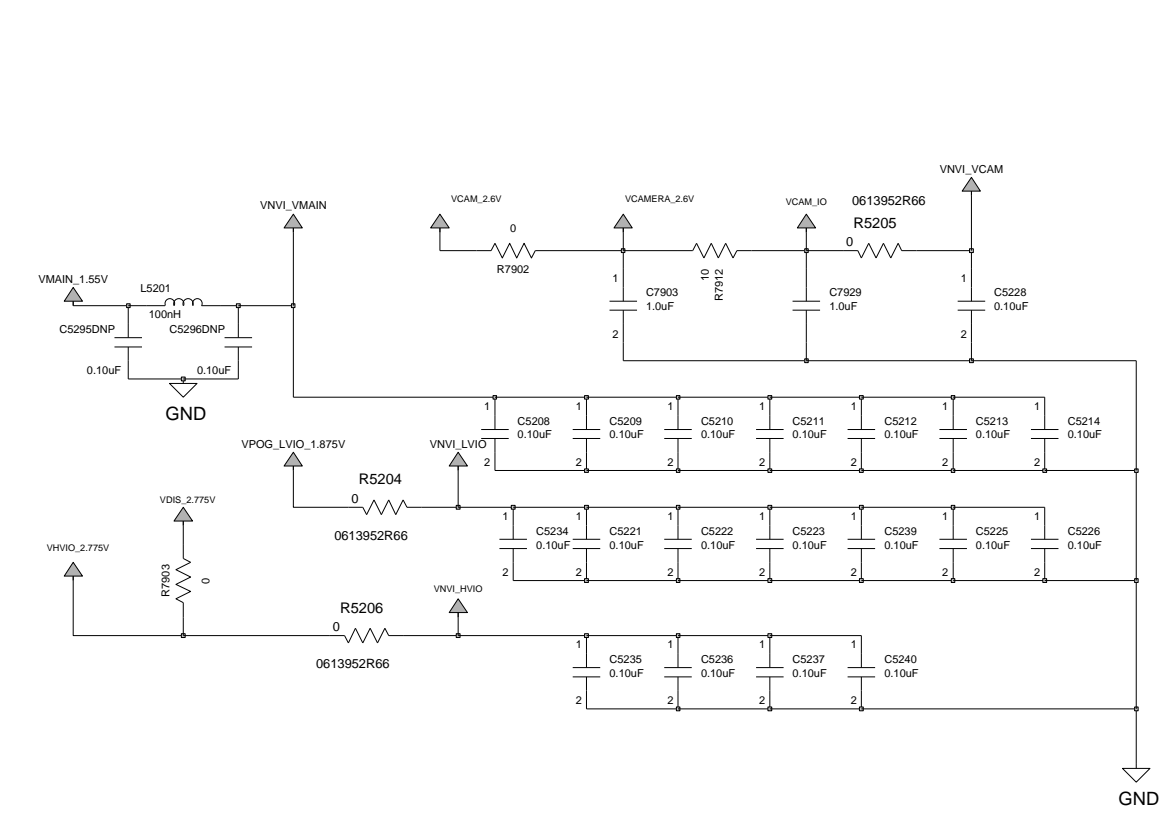 VNVI_VCAM
VCAM_2.6V
VCAMERA_2.6V
VCAM_IO
0613952R66
VNVI_VMAIN
R5205
0
0
R7902
10
R7912
VMAIN_1.55V
L5201
100nH
1
C7903
1.0uF
2
1
C7929
1.0uF
2
1
C5228
0.10uF
2
C5295DNP
C5296DNP
0.10uF
0.10uF
GND
1
C5208
0.10uF
2
1
C5209
0.10uF
2
1
C5210
0.10uF
2
1
C5211
0.10uF
2
1
C5212
0.10uF
2
1
C5213
0.10uF
2
1
C5214
0.10uF
2
VPOG_LVIO_1.875V
VNVI_LVIO
R5204
0
0613952R66
VDIS_2.775V
1
C5234
0.10uF
2
1
C5221
0.10uF
2
1
C5222
0.10uF
2
1
C5223
0.10uF
2
1
C5239
0.10uF
2
1
C5225
0.10uF
2
1
C5226
0.10uF
2
VHVIO_2.775V
R7903
0
VNVI_HVIO
R5206
0
0613952R66
1
C5235
0.10uF
2
1
C5236
0.10uF
2
1
C5237
0.10uF
2
1
C5240
0.10uF
2
GND